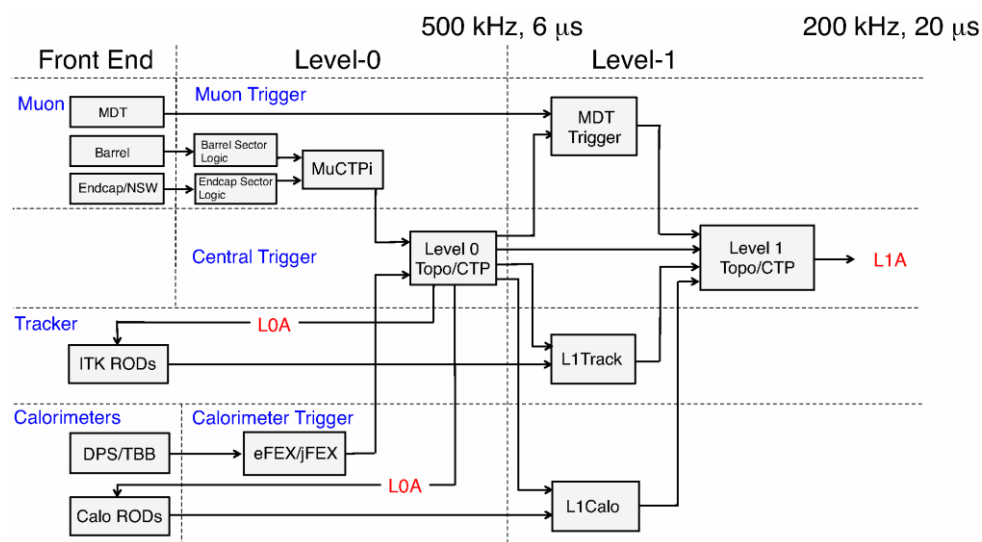 500 kHz, 6 μs
200 kHz, 20 μs
Front End
Level-0
Level-1
Muon
Muon Trigger
MDT
MDT
Trigger
Barrel
Barrel Sector
Logic
MuCTPi
Endcap/NSW
Endcap Sector
Logic
Central Trigger
Level 0
Topo/CTP
Level 1
Topo/CTP
L1A
Tracker
L0A
ITK RODs
L1Track
Calorimeters
Calorimeter Trigger
DPS/TBB
eFEX/jFEX
L0A
Calo RODs
L1Calo